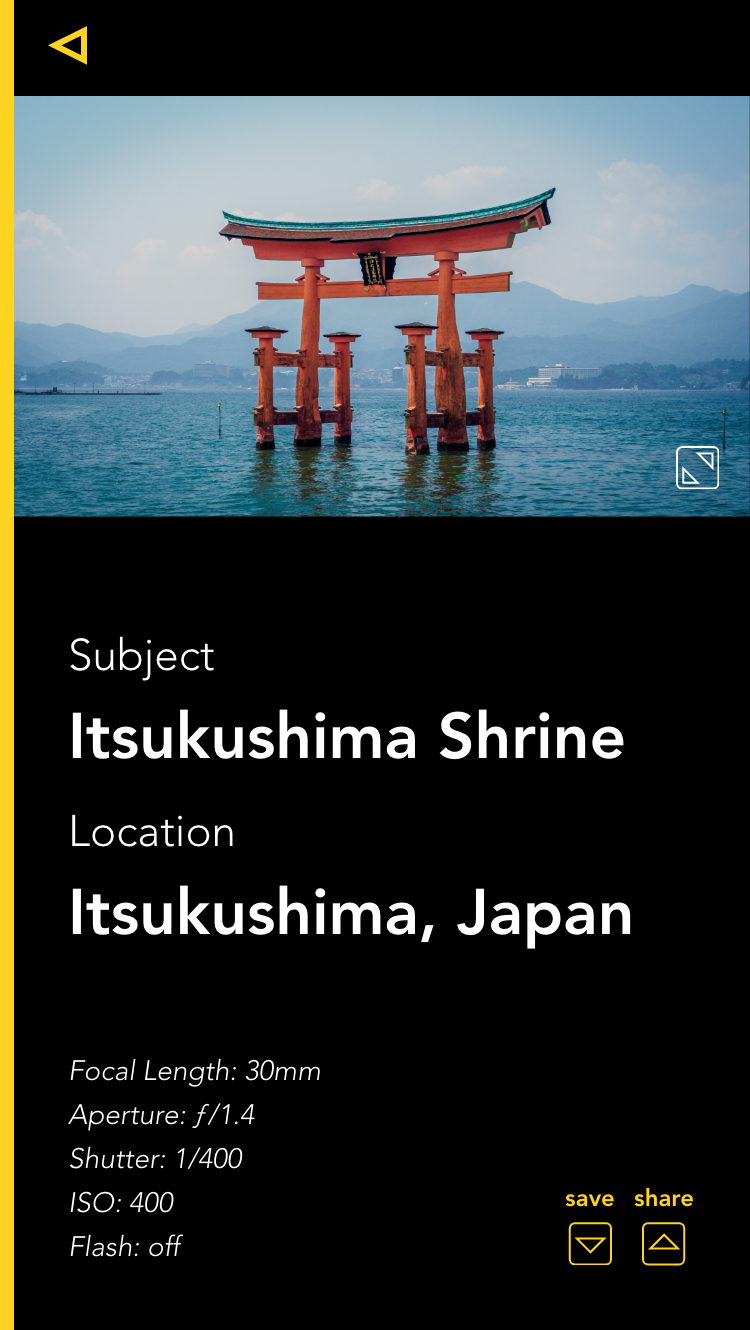 Subject
Itsukushima Shrine
Location
Itsukushima, Japan
Focal Length: 30mm
Aperture: ƒ/1.4
Shutter: 1/400
ISO: 400
Flash: off
save share